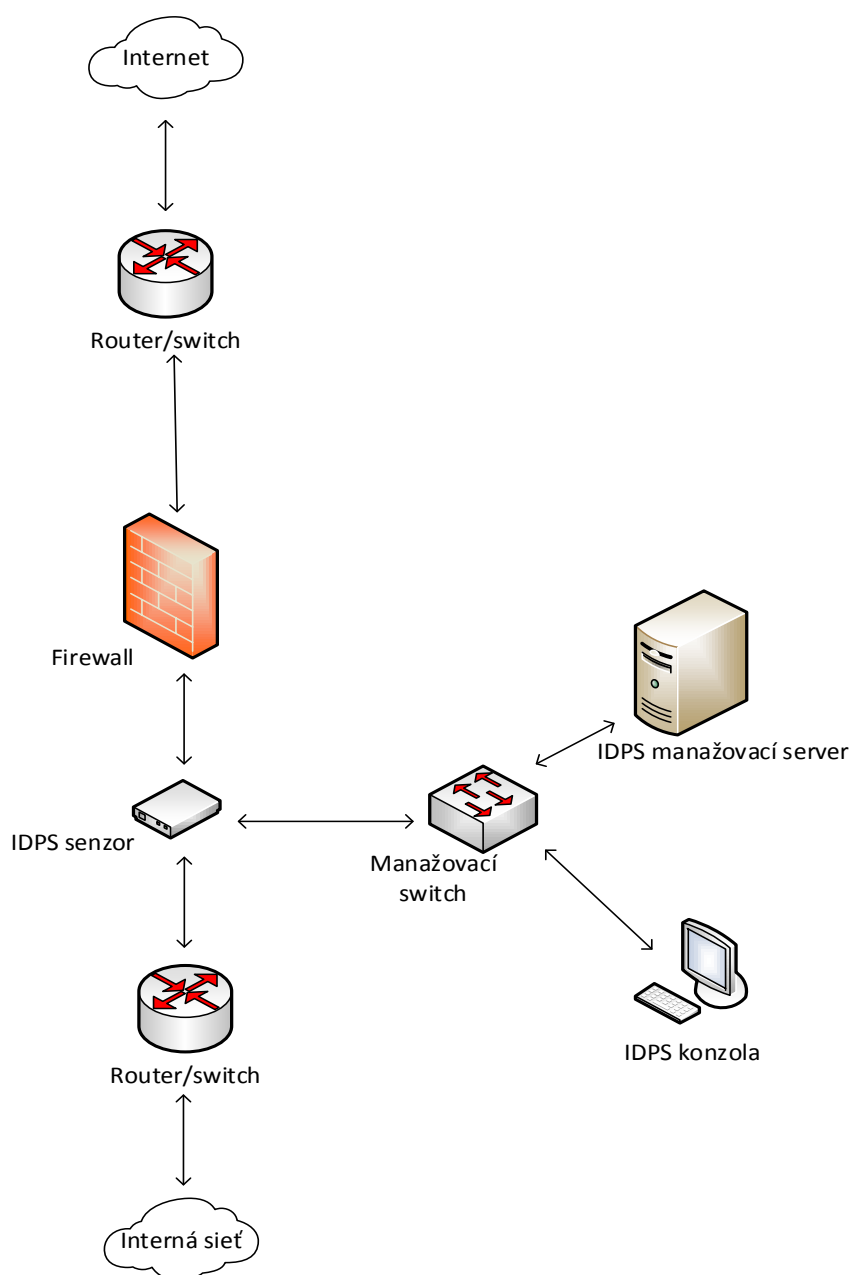 Internet
Router/switch
Firewall
IDPS manažovací server
IDPS senzor
Manažovací
switch
IDPS konzola
Router/switch
Interná sieť